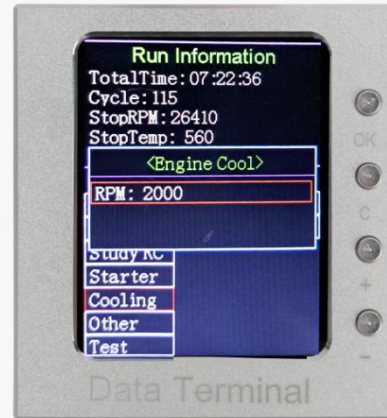 Run Information
TotalTime:07:22:36
Cycle:115
StopRPM:26410
StopTemp: 560
<Engine Cool>
RPM: 2000
Study RC
Starter
Cooling
Other
Test
OK
C
+
-
Data Terminal